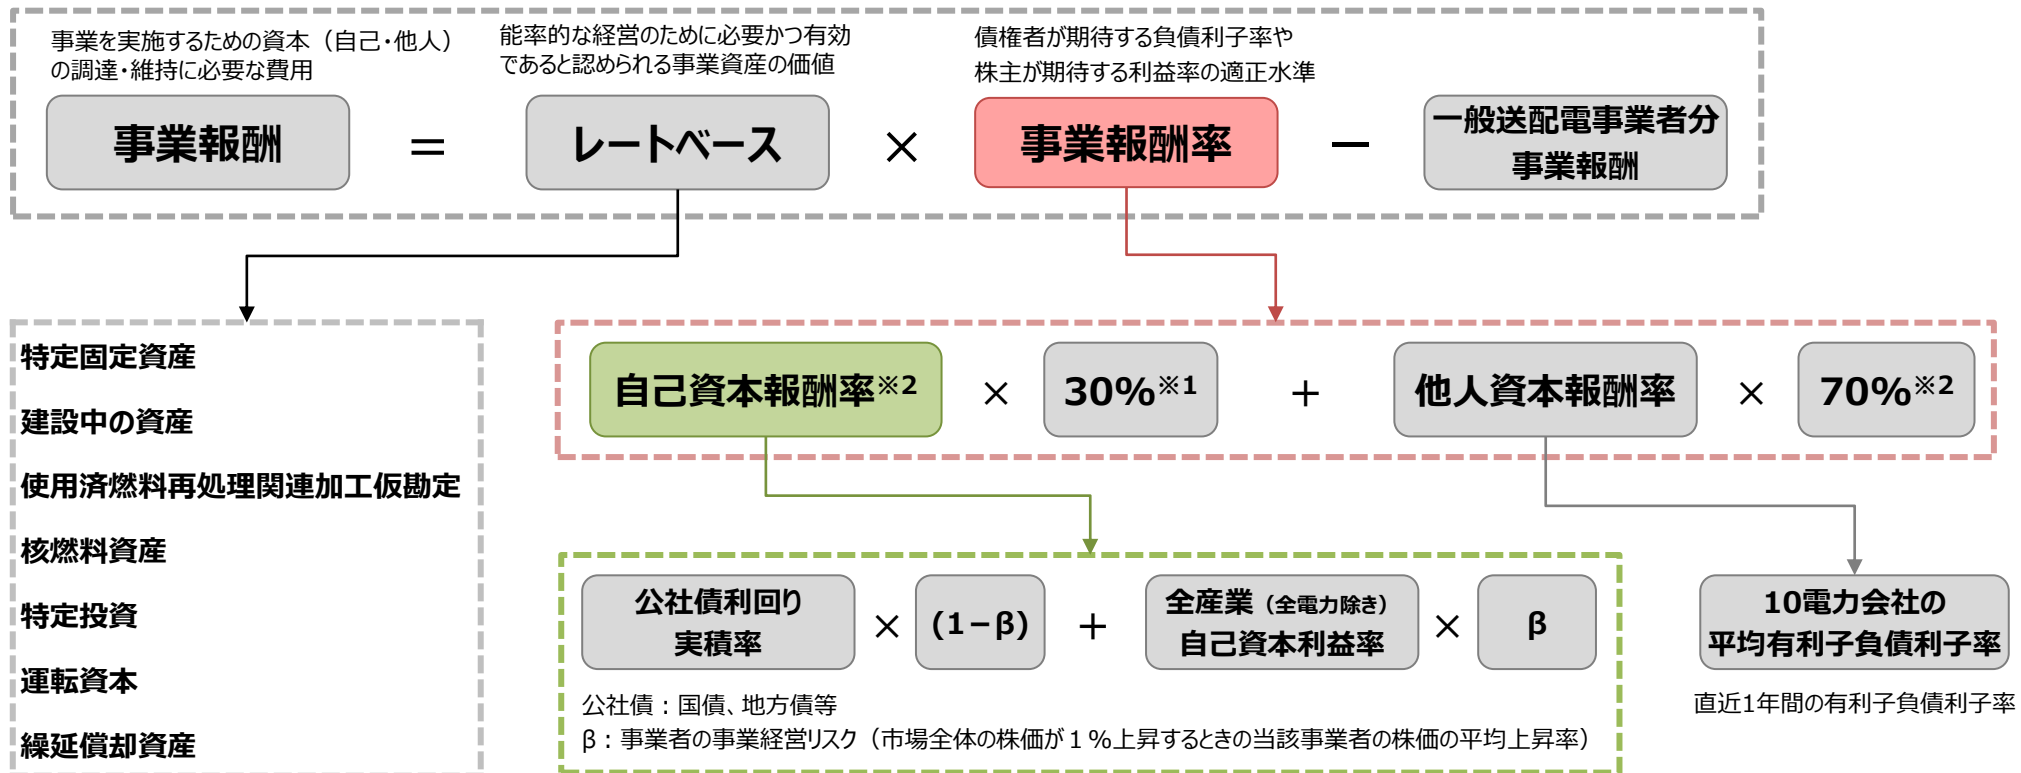 事業を実施するための資本（自己・他人）
の調達・維持に必要な費用
能率的な経営のために必要かつ有効
であると認められる事業資産の価値
債権者が期待する負債利子率や
株主が期待する利益率の適正水準
事業報酬 ＝ レートベース × 事業報酬率 － 一般送配電事業者分
事業報酬
特定固定資産
建設中の資産
使用済燃料再処理関連加工仮勘定
核燃料資産
特定投資
運転資本
繰延償却資産
自己資本報酬率※2 × 30%※1 ＋ 他人資本報酬率 × 70%※2
公社債利回り
実積率
×
(1－β)
＋
全産業（全電力除き）
自己資本利益率
×
β
公社債：国債、地方債等
β：事業者の事業経営リスク（市場全体の株価が１％上昇するときの当該事業者の株価の平均上昇率）
10電力会社の
平均有利子負債利子率
直近1年間の有利子負債利子率